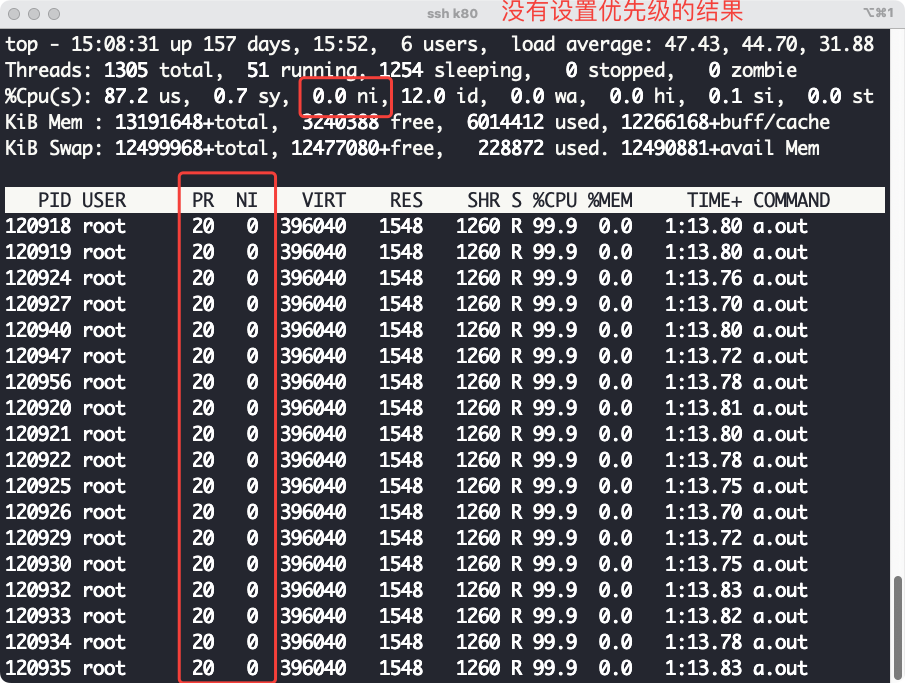 ssh k80
没有设置优先级的结果
⌥⌘1
top - 15:08:31 up 157 days, 15:52,  6 users,  load average: 47.43, 44.70, 31.88
Threads: 1305 total,  51 running, 1254 sleeping,   0 stopped,   0 zombie
%Cpu(s): 87.2 us,  0.7 sy,  0.0 ni, 12.0 id,  0.0 wa,  0.0 hi,  0.1 si,  0.0 st
KiB Mem : 13191648+total,  3240388 free,  6014412 used, 12266168+buff/cache
KiB Swap: 12499968+total, 12477080+free,   228872 used. 12490881+avail Mem
PID USER PR NI VIRT RES SHR S %CPU %MEM TIME+ COMMAND
120918 root 20 0 396040 1548 1260 R 99.9 0.0 1:13.80 a.out
120919 root 20 0 396040 1548 1260 R 99.9 0.0 1:13.80 a.out
120924 root 20 0 396040 1548 1260 R 99.9 0.0 1:13.76 a.out
120927 root 20 0 396040 1548 1260 R 99.9 0.0 1:13.70 a.out
120940 root 20 0 396040 1548 1260 R 99.9 0.0 1:13.80 a.out
120947 root 20 0 396040 1548 1260 R 99.9 0.0 1:13.72 a.out
120956 root 20 0 396040 1548 1260 R 99.9 0.0 1:13.78 a.out
120920 root 20 0 396040 1548 1260 R 99.9 0.0 1:13.81 a.out
120921 root 20 0 396040 1548 1260 R 99.9 0.0 1:13.80 a.out
120922 root 20 0 396040 1548 1260 R 99.9 0.0 1:13.78 a.out
120925 root 20 0 396040 1548 1260 R 99.9 0.0 1:13.75 a.out
120926 root 20 0 396040 1548 1260 R 99.9 0.0 1:13.70 a.out
120929 root 20 0 396040 1548 1260 R 99.9 0.0 1:13.72 a.out
120930 root 20 0 396040 1548 1260 R 99.9 0.0 1:13.75 a.out
120932 root 20 0 396040 1548 1260 R 99.9 0.0 1:13.83 a.out
120933 root 20 0 396040 1548 1260 R 99.9 0.0 1:13.82 a.out
120934 root 20 0 396040 1548 1260 R 99.9 0.0 1:13.78 a.out
120935 root 20 0 396040 1548 1260 R 99.9 0.0 1:13.83 a.out